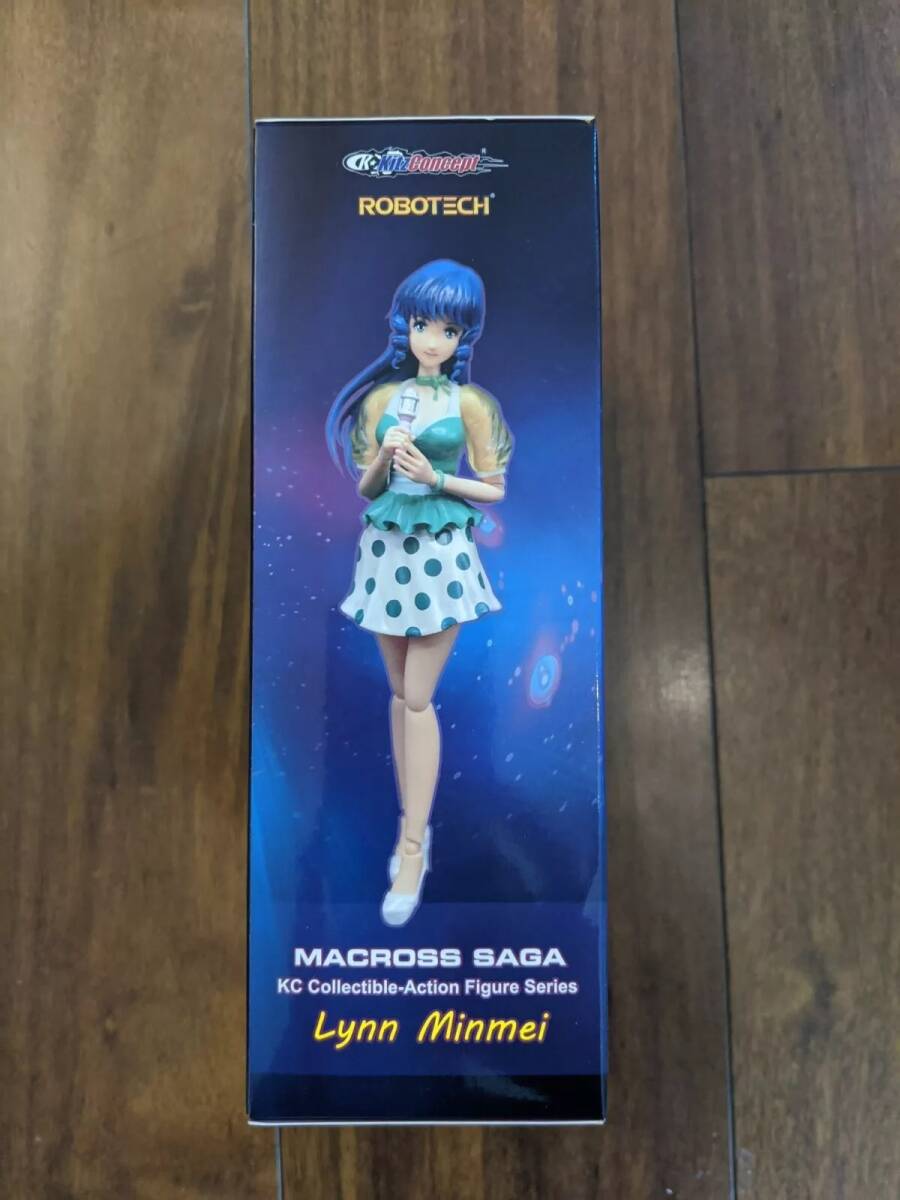 K KitzConcept®
ROBOTECH®
MACROSS SAGA
KC Collectible-Action Figure Series
Lynn Minmei